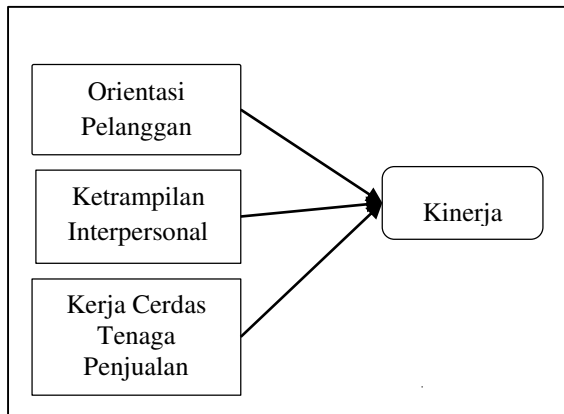 Orientasi
Pelanggan
Ketrampilan
Interpersonal
Kinerja
Kerja Cerdas
Tenaga
Penjualan